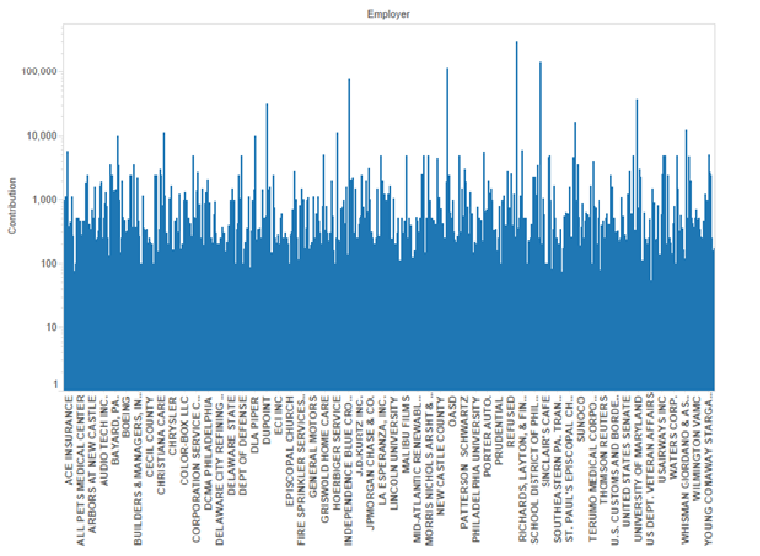 Employer
Contribution
100,000
10,000
1,000
100
10
1
ACE INSURANCE
ALL PETS MEDICAL CENTER
ARBORS AT NEW CASTLE
AUDIO TECH INC.
BAYARD, PA.
BOEING
BUILDERS & MANAGERS, IN..
CECIL COUNTY
CHRISTIANA CARE
CHRYSLER
COLOR-BOX LLC
CORPORATION SERVICE C..
DCMA PHILADELPHIA
DELAWARE CITY REFINING ..
DELAWARE STATE
DEPT OF DEFENSE
DLA PIPER
DUPOINT
ECI INC
EPISCOPAL CHURCH
FIRE SPRINKLER SERVICES..
GENERAL MOTORS
GRISWOLD HOME CARE
HOERBIGER SERVICE
INDEPENDENCE BLUE CRO..
J.D.KURTZ INC.
JPMORGAN CHASE & CO.
LA ESPERANZA, INC.
LINCOLN UNIVERSITY
MALIBU FILMS
MID-ATLANTIC RENEWABL..
MORRIS NICHOLS ARSHT & ..
NEW CASTLE COUNTY
OASD
PATTERSON SCHWARTZ
PHILADELPHIA UNIVERSITY
PORTER AUTO.
PRUDENTIAL
REFUSED
RICHARDS, LAYTON, & FIN..
SCHOOL DISTRICT OF PHIL..
SINCLAIR'S CAFE
SOUTHEASTERN PA. TRAN..
ST. PAUL'S EPISCOPAL CH..
SUNOCO
TERUMO MEDICAL CORPO..
THOMSON REUTERS
U.S. CUSTOMS AND BORDE..
UNITED STATES SENATE
UNIVERSITY OF MARYLAND
US DEPT. VETERAN AFFAIRS
USAIRWAYS INC
WATERS CORP.
WHISMAN GIORDANO & AS..
WILMINGTON VAMC
YOUNG CONAWAY STARGA..